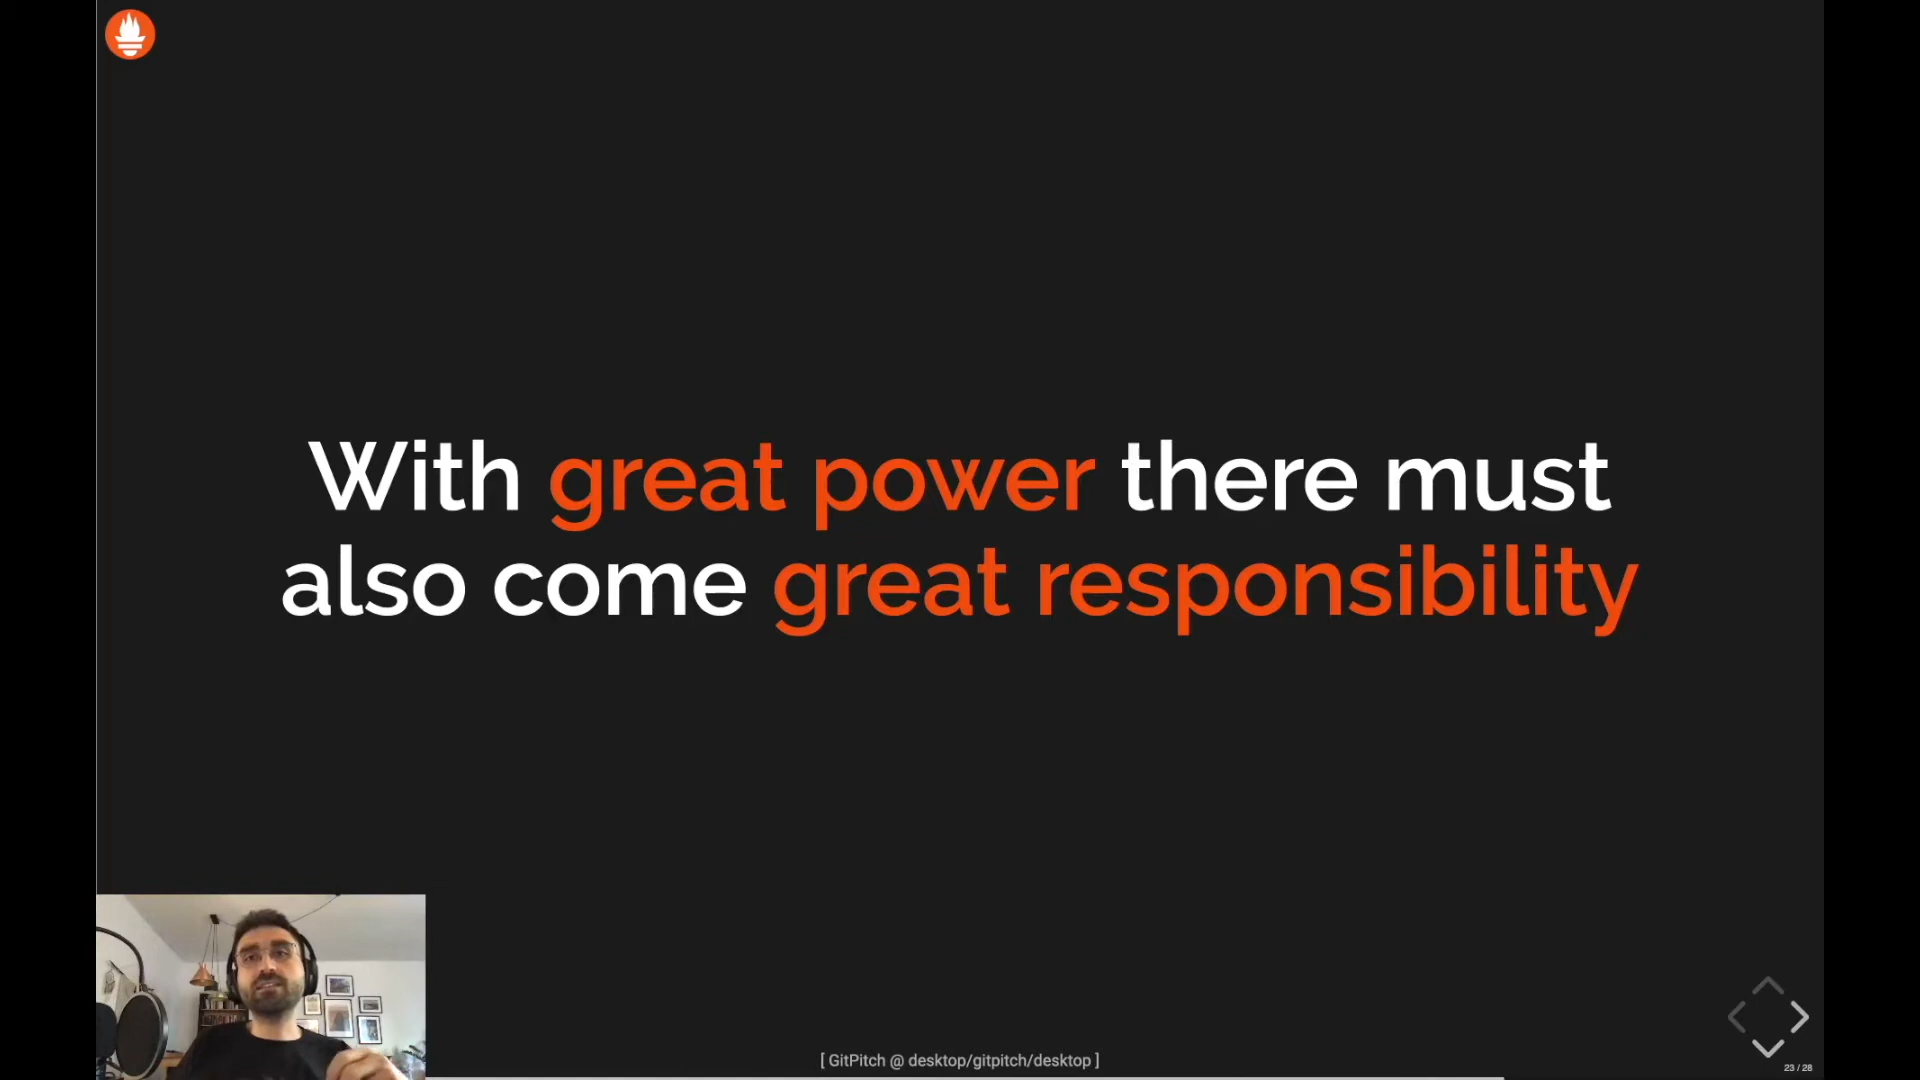 With great power there must
also come great responsibility
[ GitPitch @ desktop/gitpitch/desktop ]
23 / 28